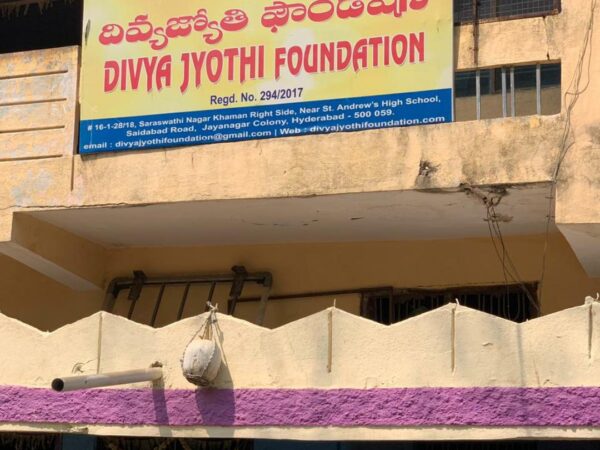 దివ్యజ్యోతి ఫౌండేషన్
DIVYA JYOTHI FOUNDATION
Regd. No. 294/2017
# 16-1-28/18, Saraswathi Nagar Khaman Right Side, Near St. Andrew's High School,
Saidabad Road, Jayanagar Colony, Hyderabad - 500 059.
email : divyajyothifoundation@gmail.com | Web : divyajyothifoundation.com